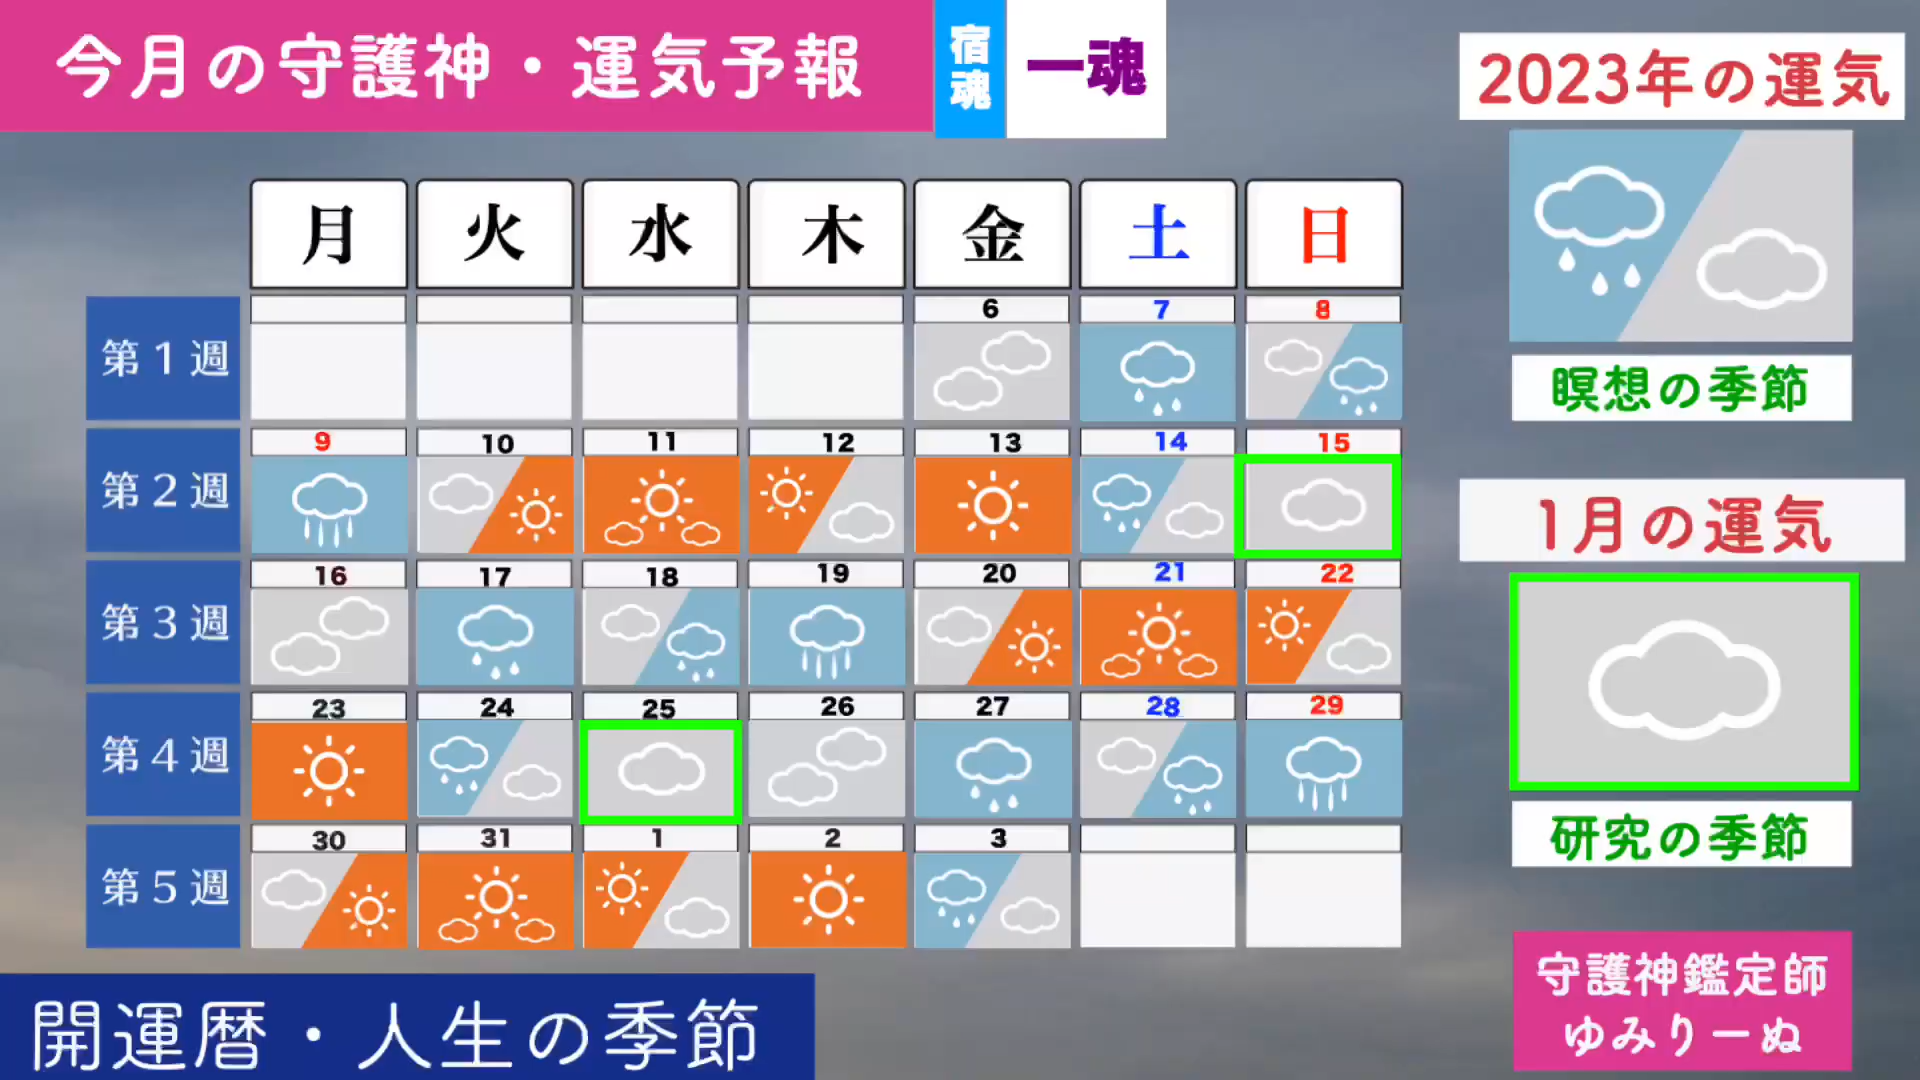 今月の守護神・運気予報
宿魂
一魂
2023年の運気
瞑想の季節
1月の運気
研究の季節
守護神鑑定師
ゆみりーぬ
月 火 水 木 金 土 日
6 7 8
第1週
9 10 11 12 13 14 15
第2週
16 17 18 19 20 21 22
第3週
23 24 25 26 27 28 29
第4週
30 31 1 2 3
第5週
開運暦・人生の季節